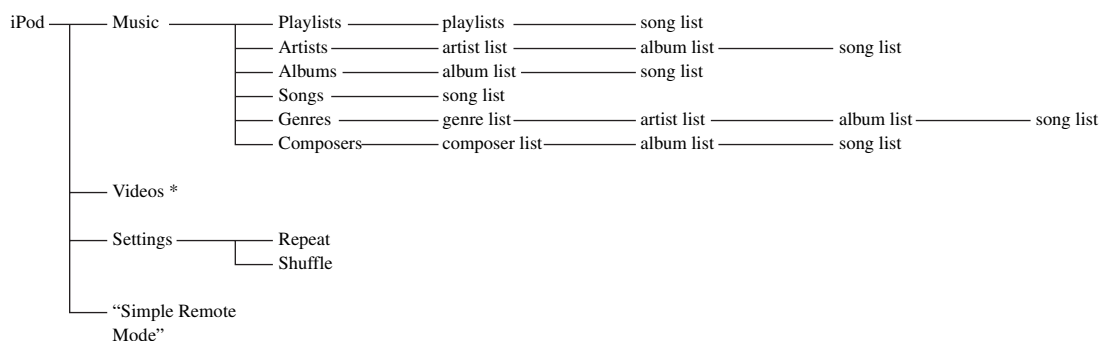 iPod Music Playlists playlists song list
Artists artist list album list song list
Albums album list song list
Songs song list
Genres genre list artist list album list song list
Composers composer list album list song list
Videos *
Settings Repeat
Shuffle
“Simple Remote
Mode”